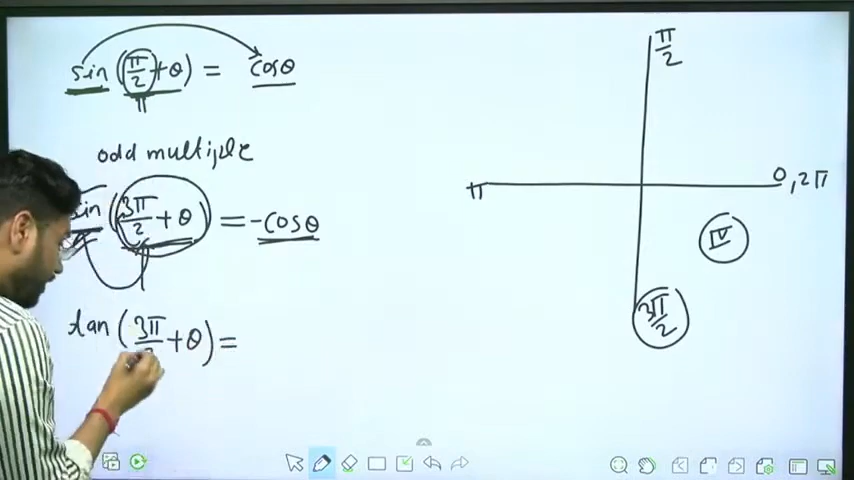 sin (π/2 + θ) = cosθ
π
odd multiple
sin (3π/2 + θ) = -cosθ
tan (3π/2 + θ) =
π/2
π
0, 2π
IV
3π/2